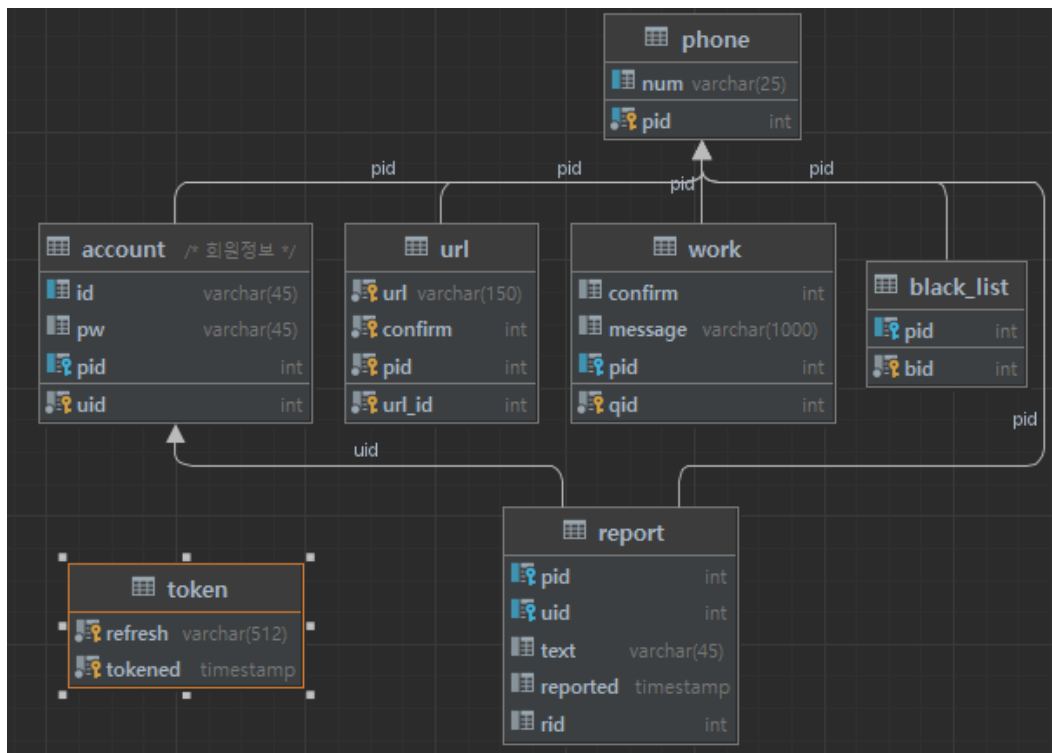 phone
num varchar(25)
pid int
pid
pid
pid
pid
account /* 회원정보 */
id varchar(45)
pw varchar(45)
pid int
uid int
url
url varchar(150)
confirm int
pid int
url_id int
work
confirm int
message varchar(1000)
pid int
qid int
black_list
pid int
bid int
pid
uid
report
pid int
uid int
text varchar(45)
reported timestamp
rid int
token
refresh varchar(512)
tokened timestamp